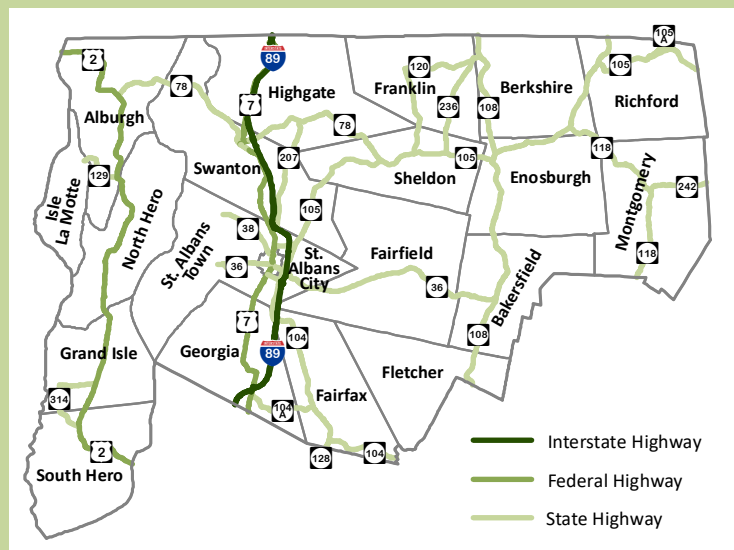 105
A
2
89
120
105
Berkshire
78
Highgate
Franklin
Richford
7
236
108
Alburgh
78
207
118
Swanton
105
129
Sheldon
Enosburgh
242
Isle
La Motte
North Hero
105
Montgomery
38
St. Albans
Town
St.
Albans
City
Fairfield
118
36
36
Bakersfield
7
108
104
Grand Isle
Georgia
89
Fletcher
314
Fairfax
104
A
Interstate Highway
2
128
104
South Hero
Federal Highway
State Highway